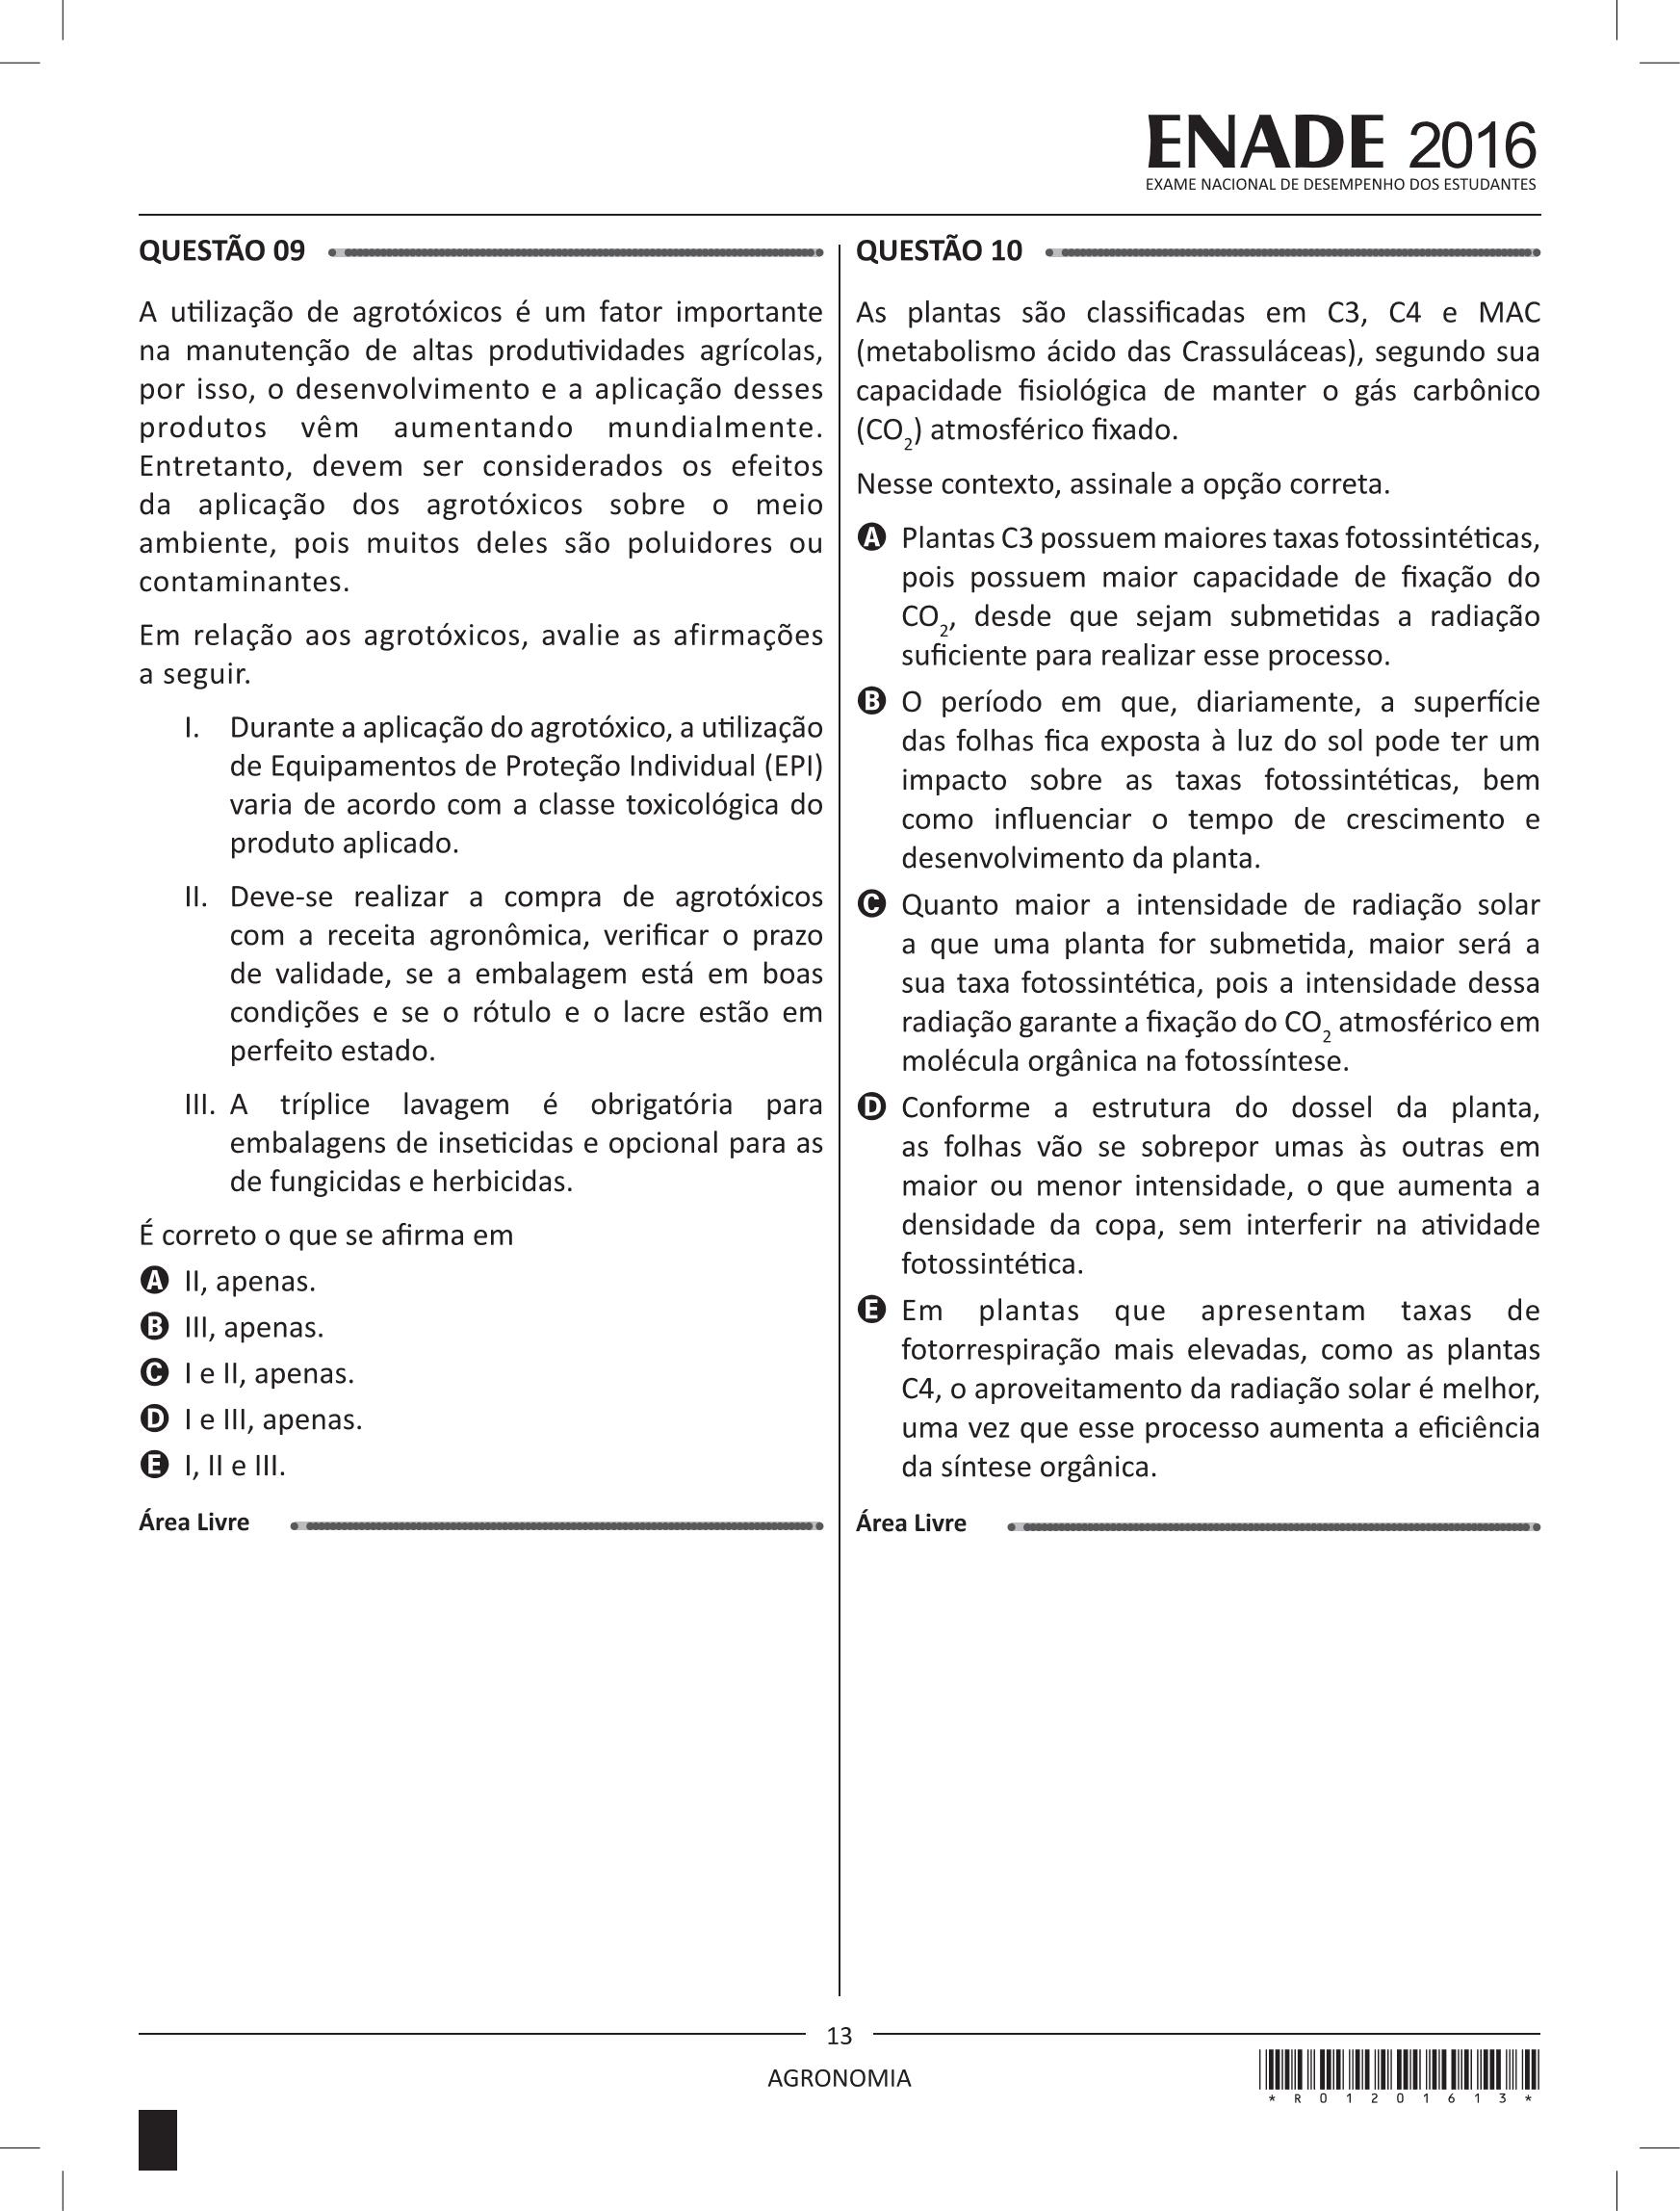 ENADE 2016
EXAME NACIONAL DE DESEMPENHO DOS ESTUDANTES
QUESTÃO 09
A utilização de agrotóxicos é um fator importante
na manutenção de altas produtividades agrícolas,
por isso, o desenvolvimento e a aplicação desses
produtos vêm aumentando mundialmente.
Entretanto, devem ser considerados os efeitos
da aplicação dos agrotóxicos sobre o meio
ambiente, pois muitos deles são poluidores ou
contaminantes.
Em relação aos agrotóxicos, avalie as afirmações
a seguir.
I. Durante a aplicação do agrotóxico, a utilização
de Equipamentos de Proteção Individual (EPI)
varia de acordo com a classe toxicológica do
produto aplicado.
II. Deve-se realizar a compra de agrotóxicos
com a receita agronômica, verificar o prazo
de validade, se a embalagem está em boas
condições e se o rótulo e o lacre estão em
perfeito estado.
III. A tríplice lavagem é obrigatória para
embalagens de inseticidas e opcional para as
de fungicidas e herbicidas.
É correto o que se afirma em
A II, apenas.
B III, apenas.
C I e II, apenas.
D I e III, apenas.
E I, II e III.
Área Livre
QUESTÃO 10
As plantas são classificadas em C3, C4 e MAC
(metabolismo ácido das Crassuláceas), segundo sua
capacidade fisiológica de manter o gás carbônico
(CO2) atmosférico fixado.
Nesse contexto, assinale a opção correta.
A Plantas C3 possuem maiores taxas fotossintéticas,
pois possuem maior capacidade de fixação do
CO2, desde que sejam submetidas a radiação
suficiente para realizar esse processo.
B O período em que, diariamente, a superfície
das folhas fica exposta à luz do sol pode ter um
impacto sobre as taxas fotossintéticas, bem
como influenciar o tempo de crescimento e
desenvolvimento da planta.
C Quanto maior a intensidade de radiação solar
a que uma planta for submetida, maior será a
sua taxa fotossintética, pois a intensidade dessa
radiação garante a fixação do CO2 atmosférico em
molécula orgânica na fotossíntese.
D Conforme a estrutura do dossel da planta,
as folhas vão se sobrepor umas às outras em
maior ou menor intensidade, o que aumenta a
densidade da copa, sem interferir na atividade
fotossintética.
E Em plantas que apresentam taxas de
fotorrespiração mais elevadas, como as plantas
C4, o aproveitamento da radiação solar é melhor,
uma vez que esse processo aumenta a eficiência
da síntese orgânica.
Área Livre
13
AGRONOMIA
*R01201613*